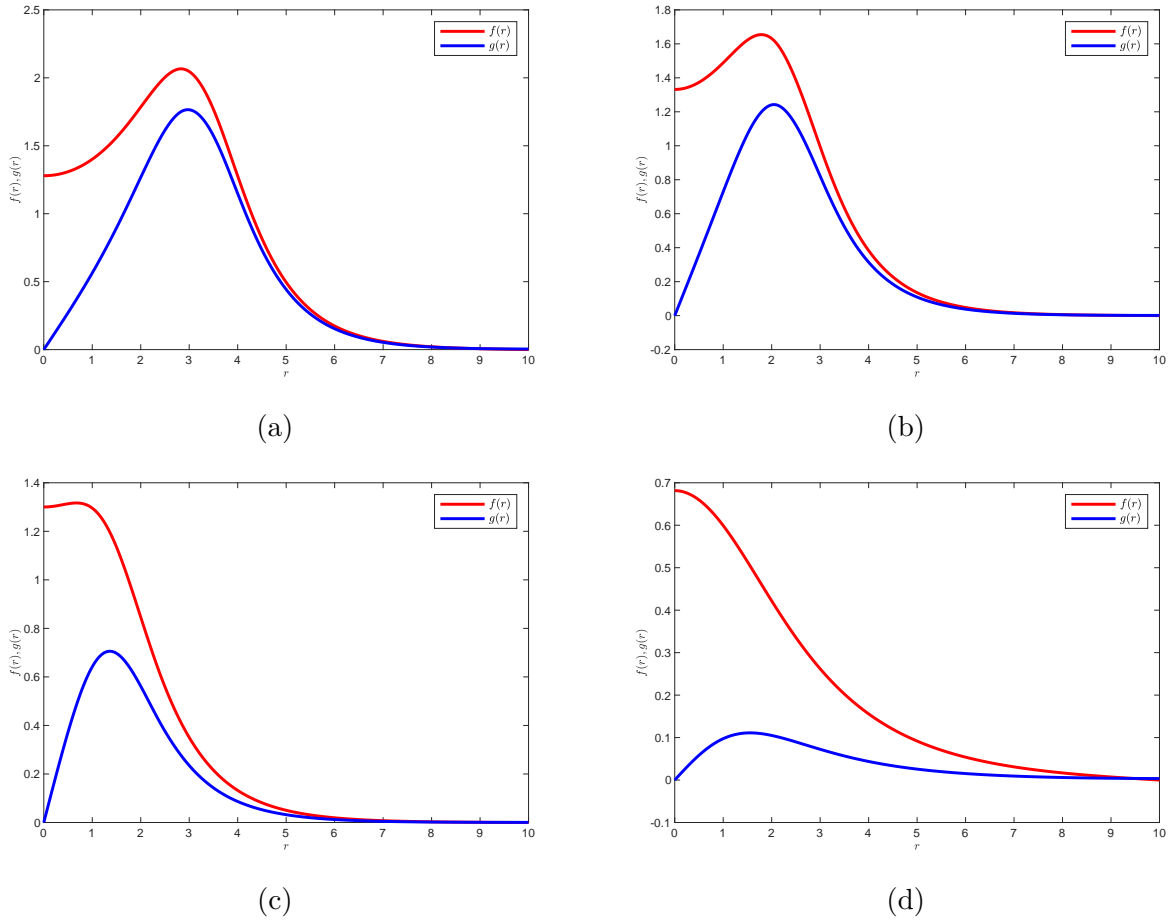 2.5
2
1.5
1
0.5
0
0 1 2 3 4 5 6 7 8 9 10
f(r), g(r)
r
f(r)
g(r)
(a)
1.8
1.6
1.4
1.2
1
0.8
0.6
0.4
0.2
0
-0.2
0 1 2 3 4 5 6 7 8 9 10
f(r), g(r)
r
f(r)
g(r)
(b)
1.4
1.2
1
0.8
0.6
0.4
0.2
0
0 1 2 3 4 5 6 7 8 9 10
f(r), g(r)
r
f(r)
g(r)
(c)
0.7
0.6
0.5
0.4
0.3
0.2
0.1
0
-0.1
0 1 2 3 4 5 6 7 8 9 10
f(r), g(r)
r
f(r)
g(r)
(d)